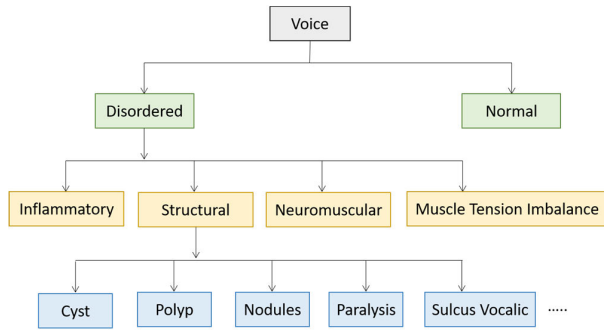 Voice
Disordered
Normal
Inflammatory
Structural
Neuromuscular
Muscle Tension Imbalance
Cyst
Polyp
Nodules
Paralysis
Sulcus Vocalic
.....